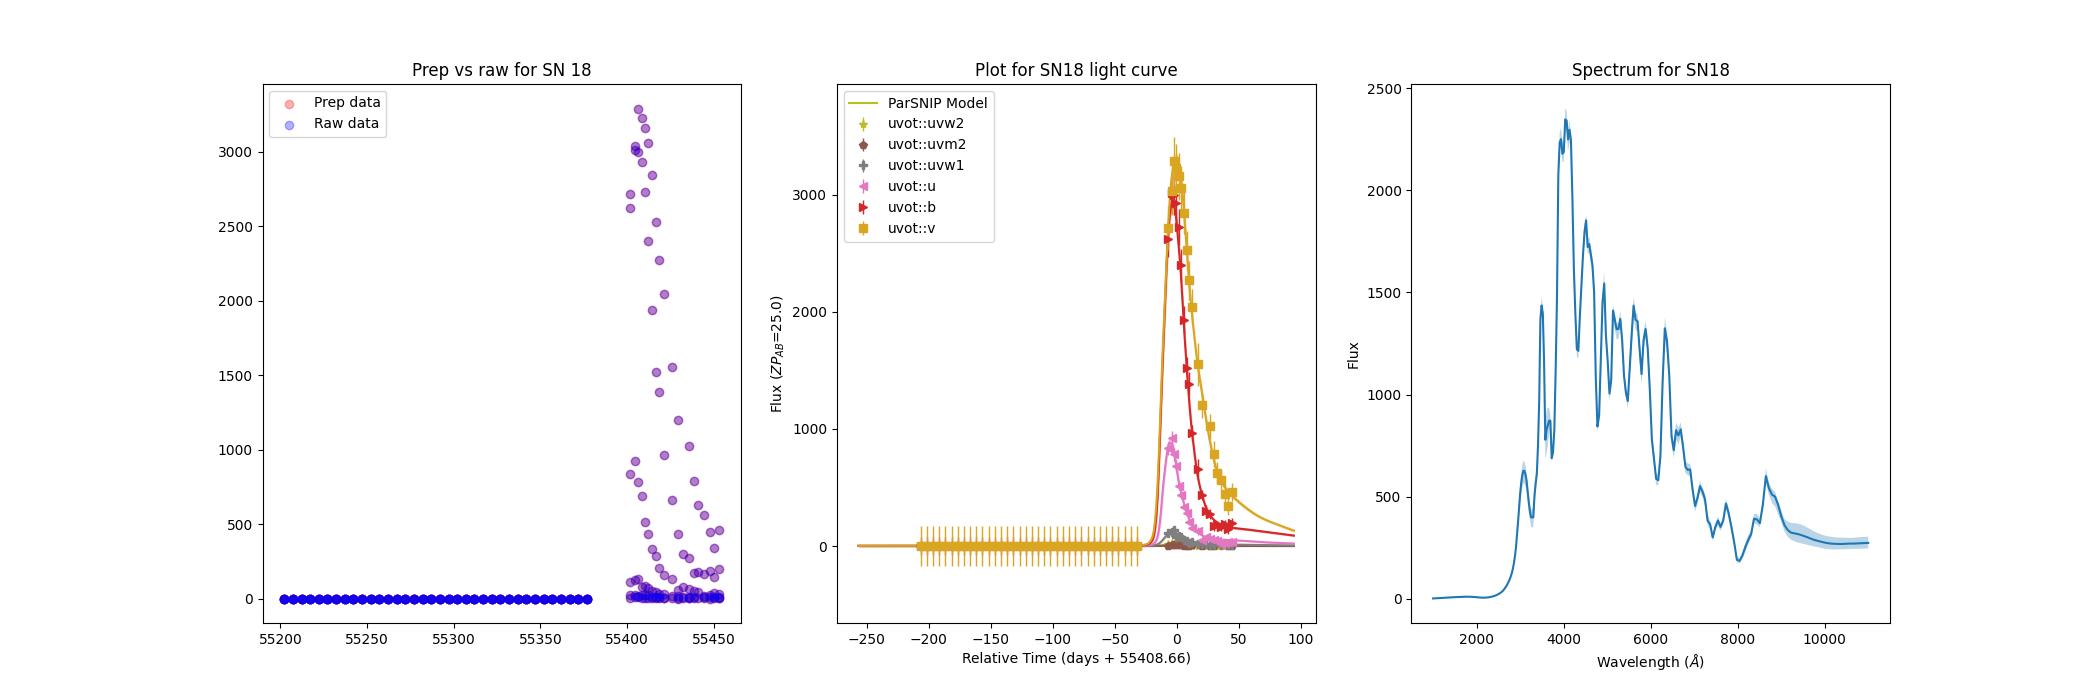 Prep vs raw for SN 18
Prep data
Raw data
3000
2500
2000
1500
1000
500
0
55200 55250 55300 55350 55400 55450
Plot for SN18 light curve
ParSNIP Model
uvot::uvw2
uvot::uvm2
uvot::uvw1
uvot::u
uvot::b
uvot::v
Flux (ZP_AB=25.0)
3000
2000
1000
0
−250 −200 −150 −100 −50 0 50 100
Relative Time (days + 55408.66)
Spectrum for SN18
Flux
2500
2000
1500
1000
500
0
2000 4000 6000 8000 10000
Wavelength (Å)